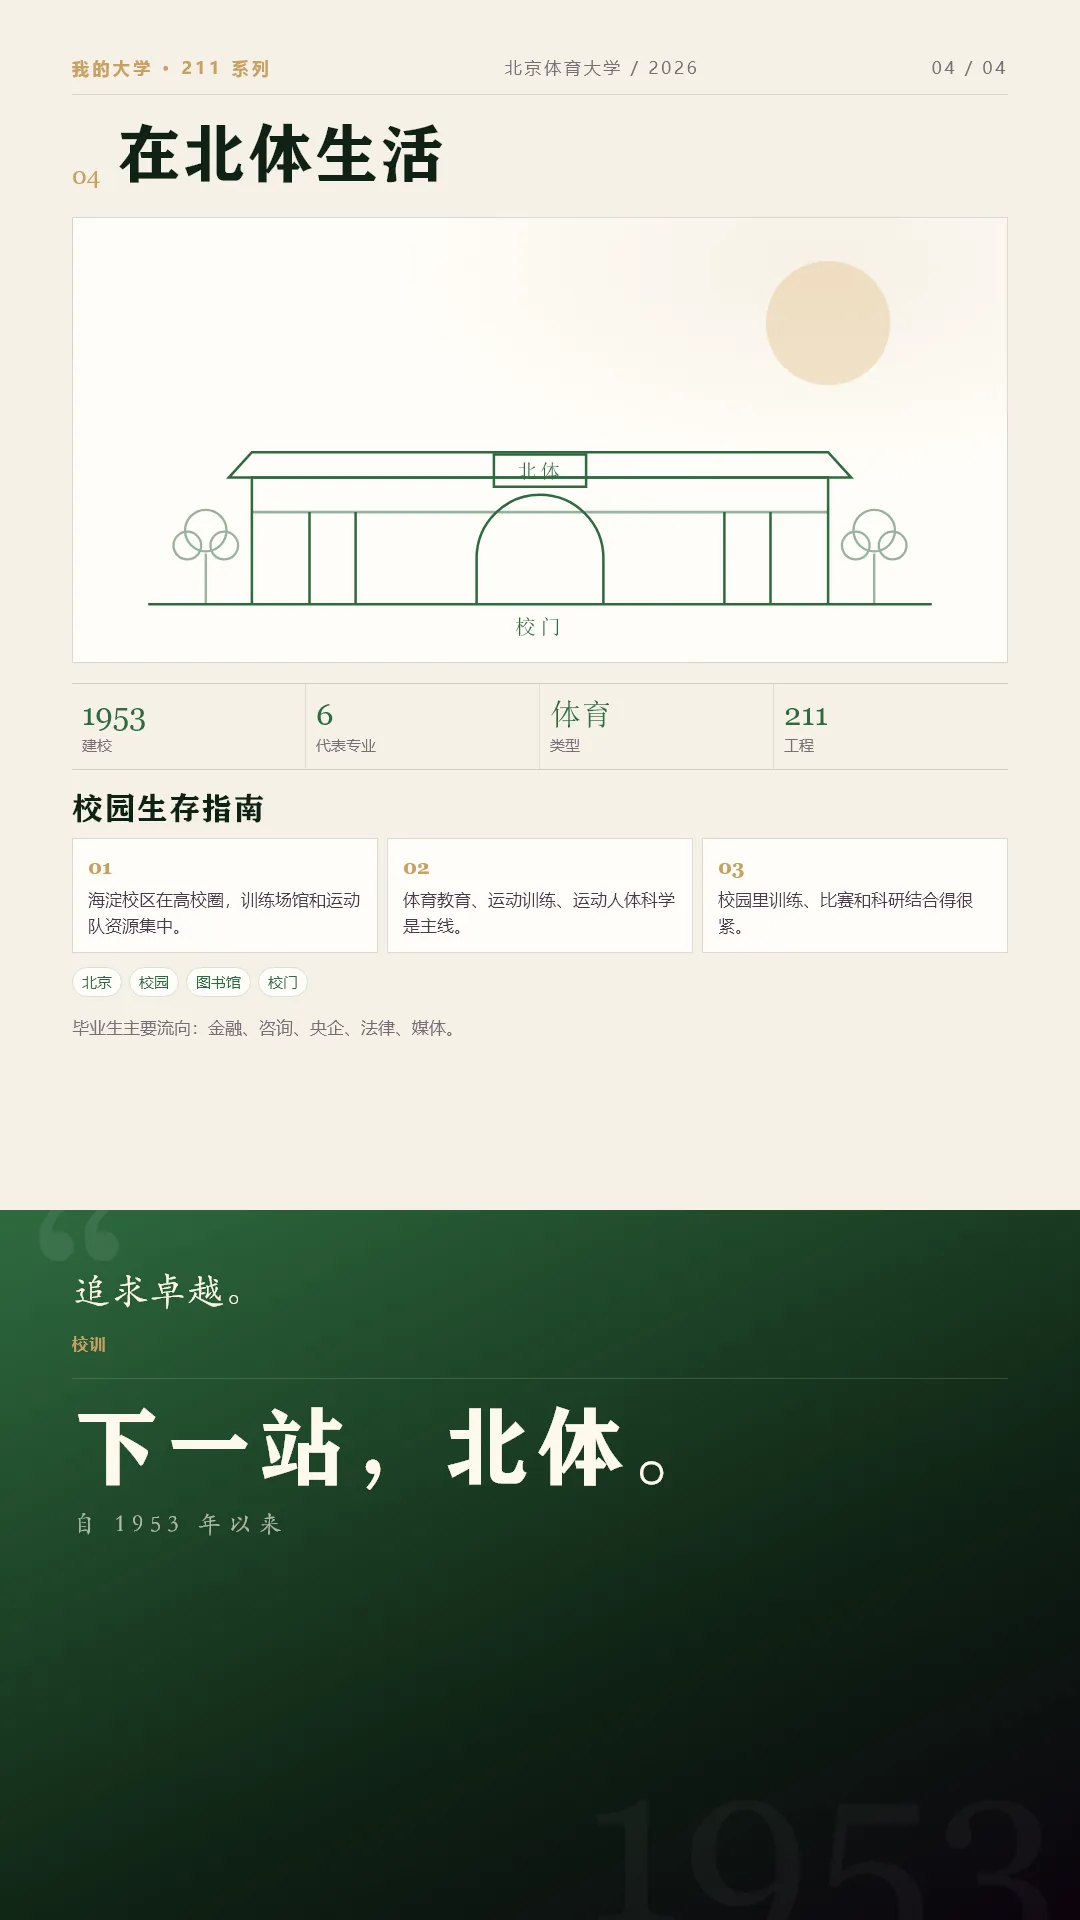 我的大学 • 211 系列
北京体育大学 / 2026
04 / 04
04 在北体生活
北体
校门
1953
建校
6
代表专业
体育
类型
211
工程
校园生存指南
01
海淀校区在高校圈，训练场馆和运动
队资源集中。
02
体育教育、运动训练、运动人体科学
是主线。
03
校园里训练、比赛和科研结合得很
紧。
北京
校园
图书馆
校门
毕业生主要流向：金融、咨询、央企、法律、媒体。
“
追求卓越。
校训
下一站，北体。
自 1953 年以来
1953